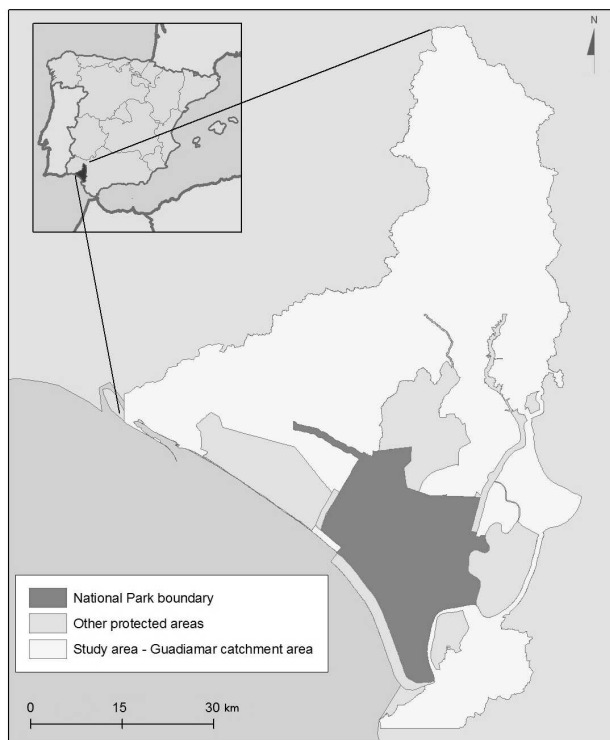 N
National Park boundary
Other protected areas
Study area - Guadiamar catchment area
0 15 30 km